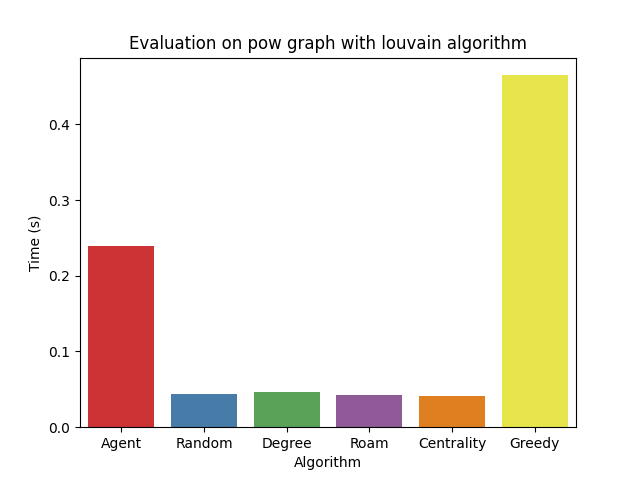 Evaluation on pow graph with louvain algorithm
Time (s)
0.4
0.3
0.2
0.1
0.0
Agent Random Degree Roam Centrality Greedy
Algorithm